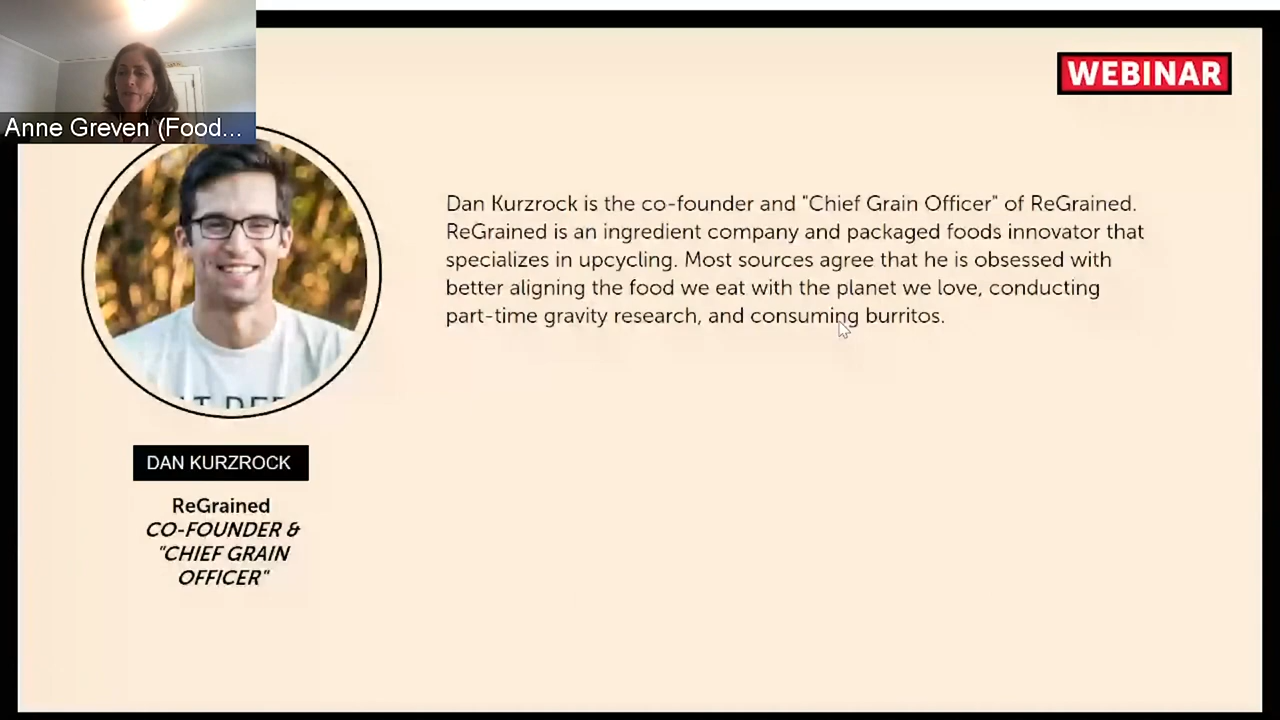 WEBINAR
Anne Greven (Food...
Dan Kurzrock is the co-founder and "Chief Grain Officer" of ReGrained.
ReGrained is an ingredient company and packaged foods innovator that
specializes in upcycling. Most sources agree that he is obsessed with
better aligning the food we eat with the planet we love, conducting
part-time gravity research, and consuming burritos.
DAN KURZROCK
ReGrained
CO-FOUNDER &
"CHIEF GRAIN
OFFICER"